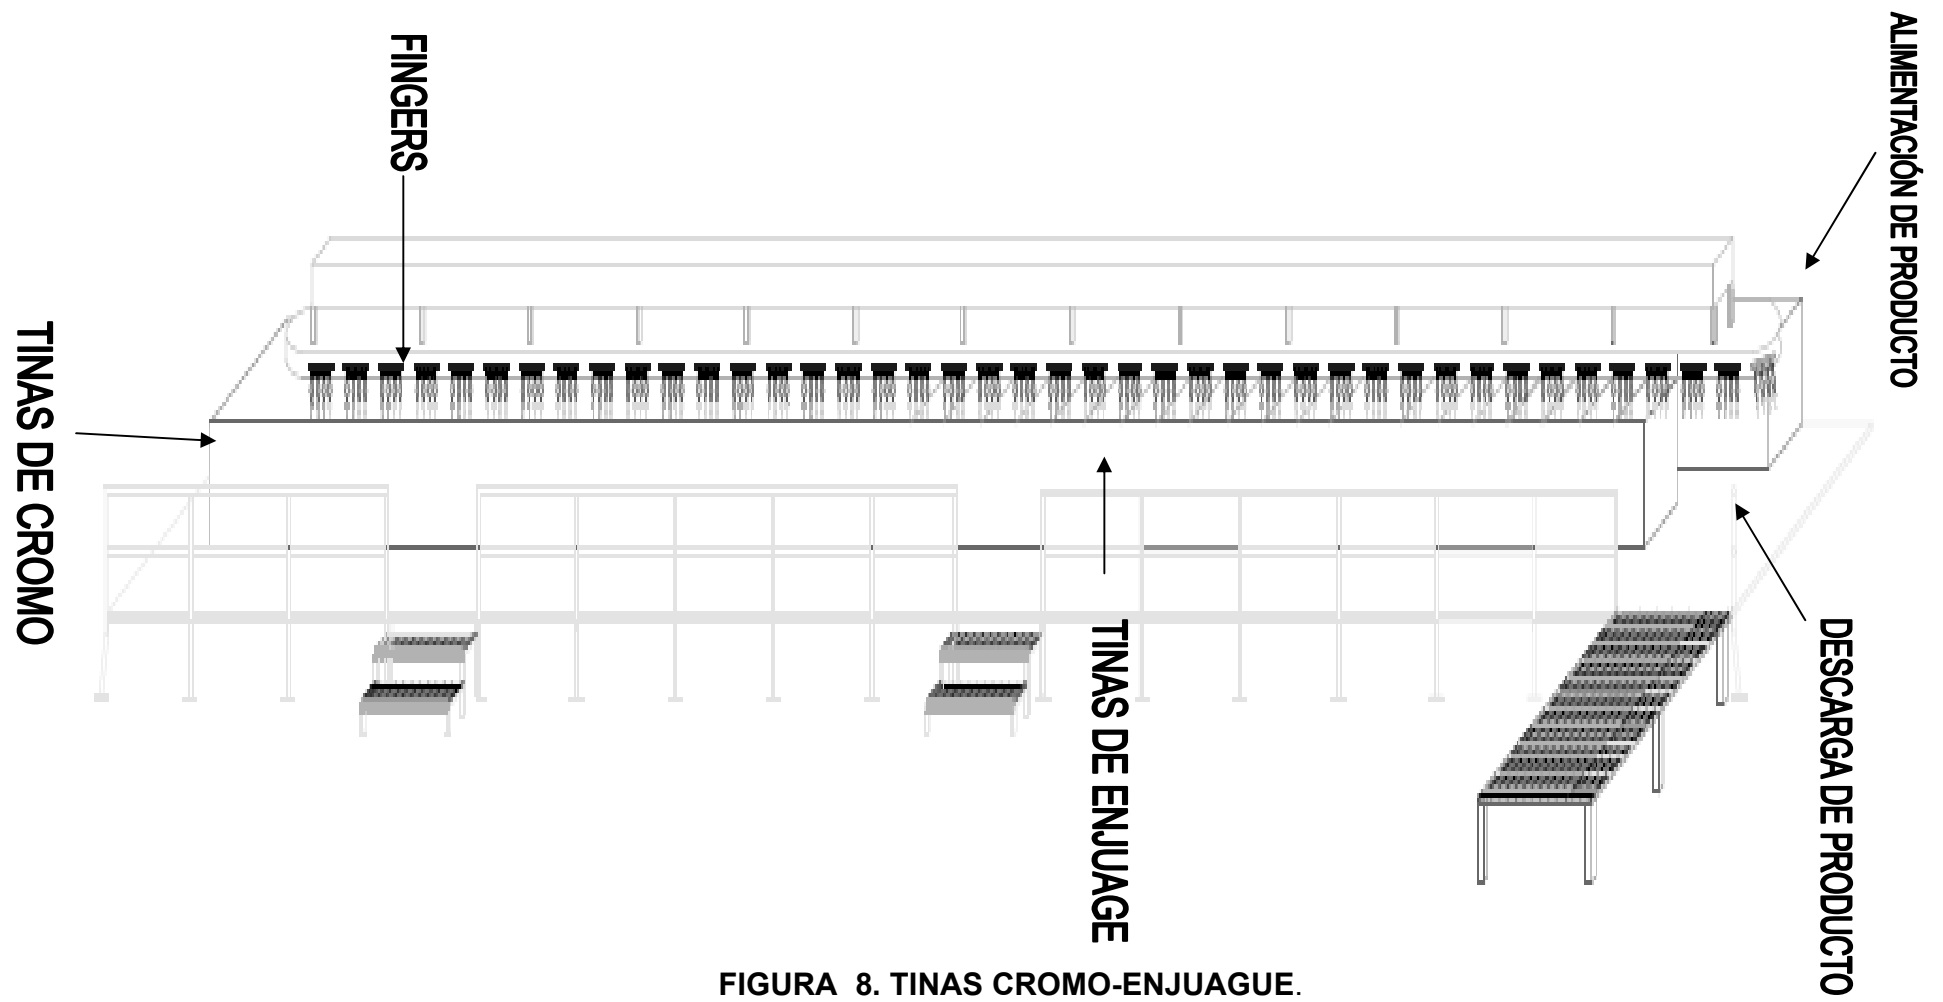 ALIMENTACIÓN DE PRODUCTO
FINGERS
TINAS DE CROMO
TINAS DE ENJUAGE
DESCARGA DE PRODUCTO
FIGURA 8. TINAS CROMO-ENJUAGUE.